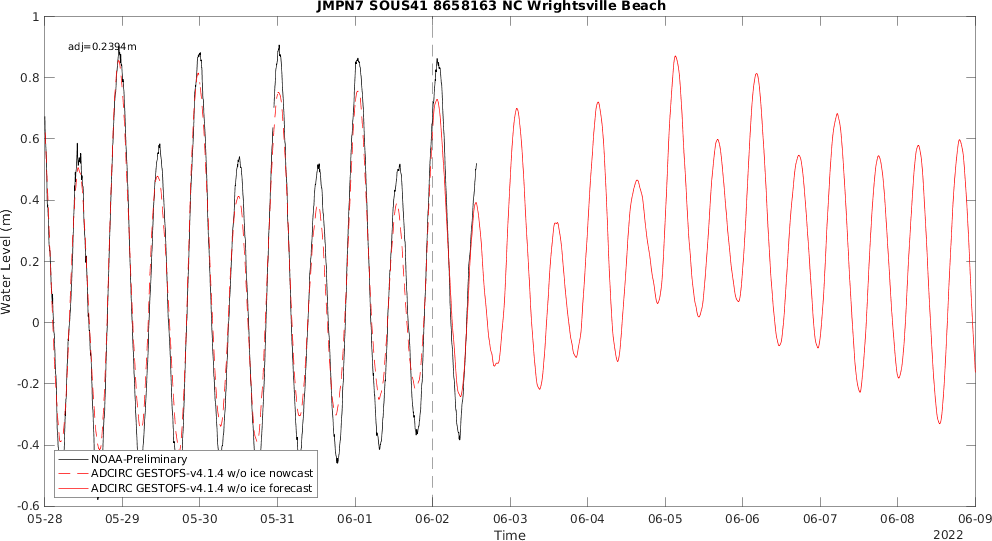 JMPN7 SOUS41 8658163 NC Wrightsville Beach
adj=0.2394m
1
0.8
0.6
0.4
0.2
0
-0.2
-0.4
-0.6
Water Level (m)
NOAA-Preliminary
ADCIRC GESTOFS-v4.1.4 w/o ice nowcast
ADCIRC GESTOFS-v4.1.4 w/o ice forecast
05-28 05-29 05-30 05-31 06-01 06-02 06-03 06-04 06-05 06-06 06-07 06-08 06-09
Time
2022